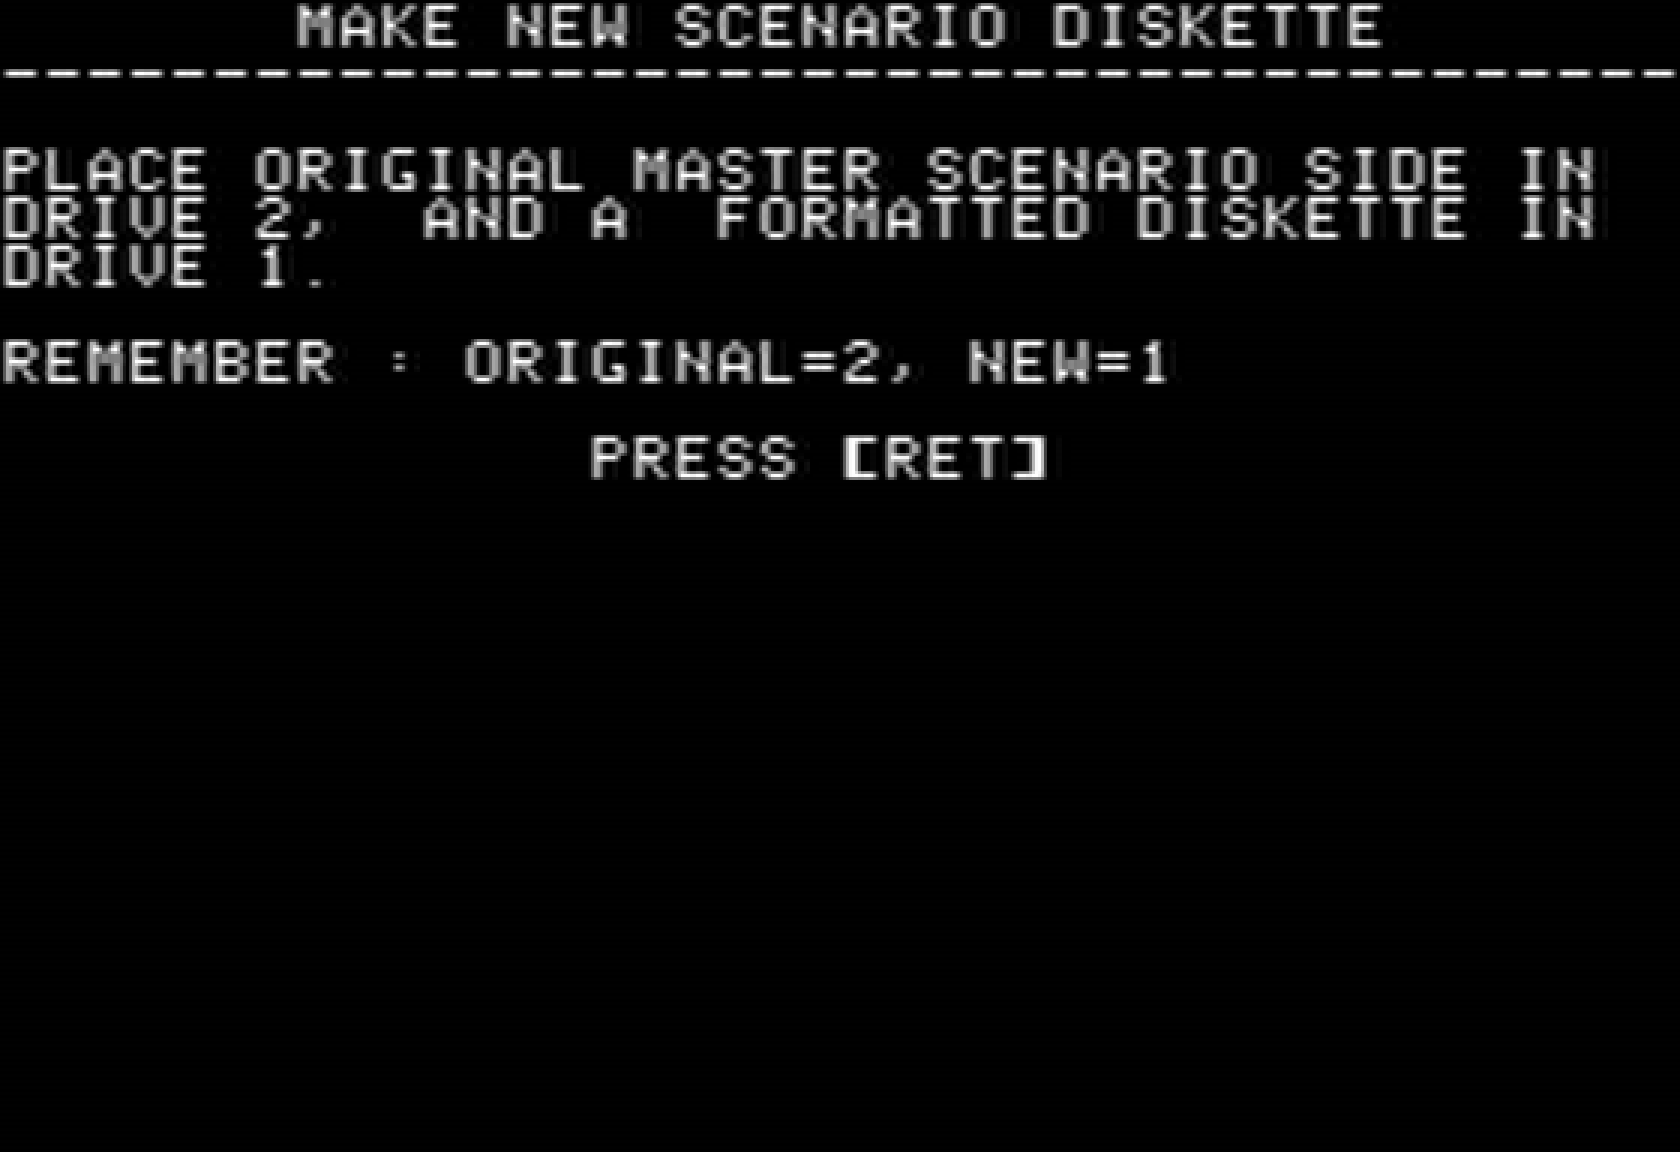 MAKE NEW SCENARIO DISKETTE
----------------------------------------
PLACE ORIGINAL MASTER SCENARIO SIDE IN
DRIVE 2,  AND A  FORMATTED DISKETTE IN
DRIVE 1.
REMEMBER : ORIGINAL=2, NEW=1
PRESS [RET]